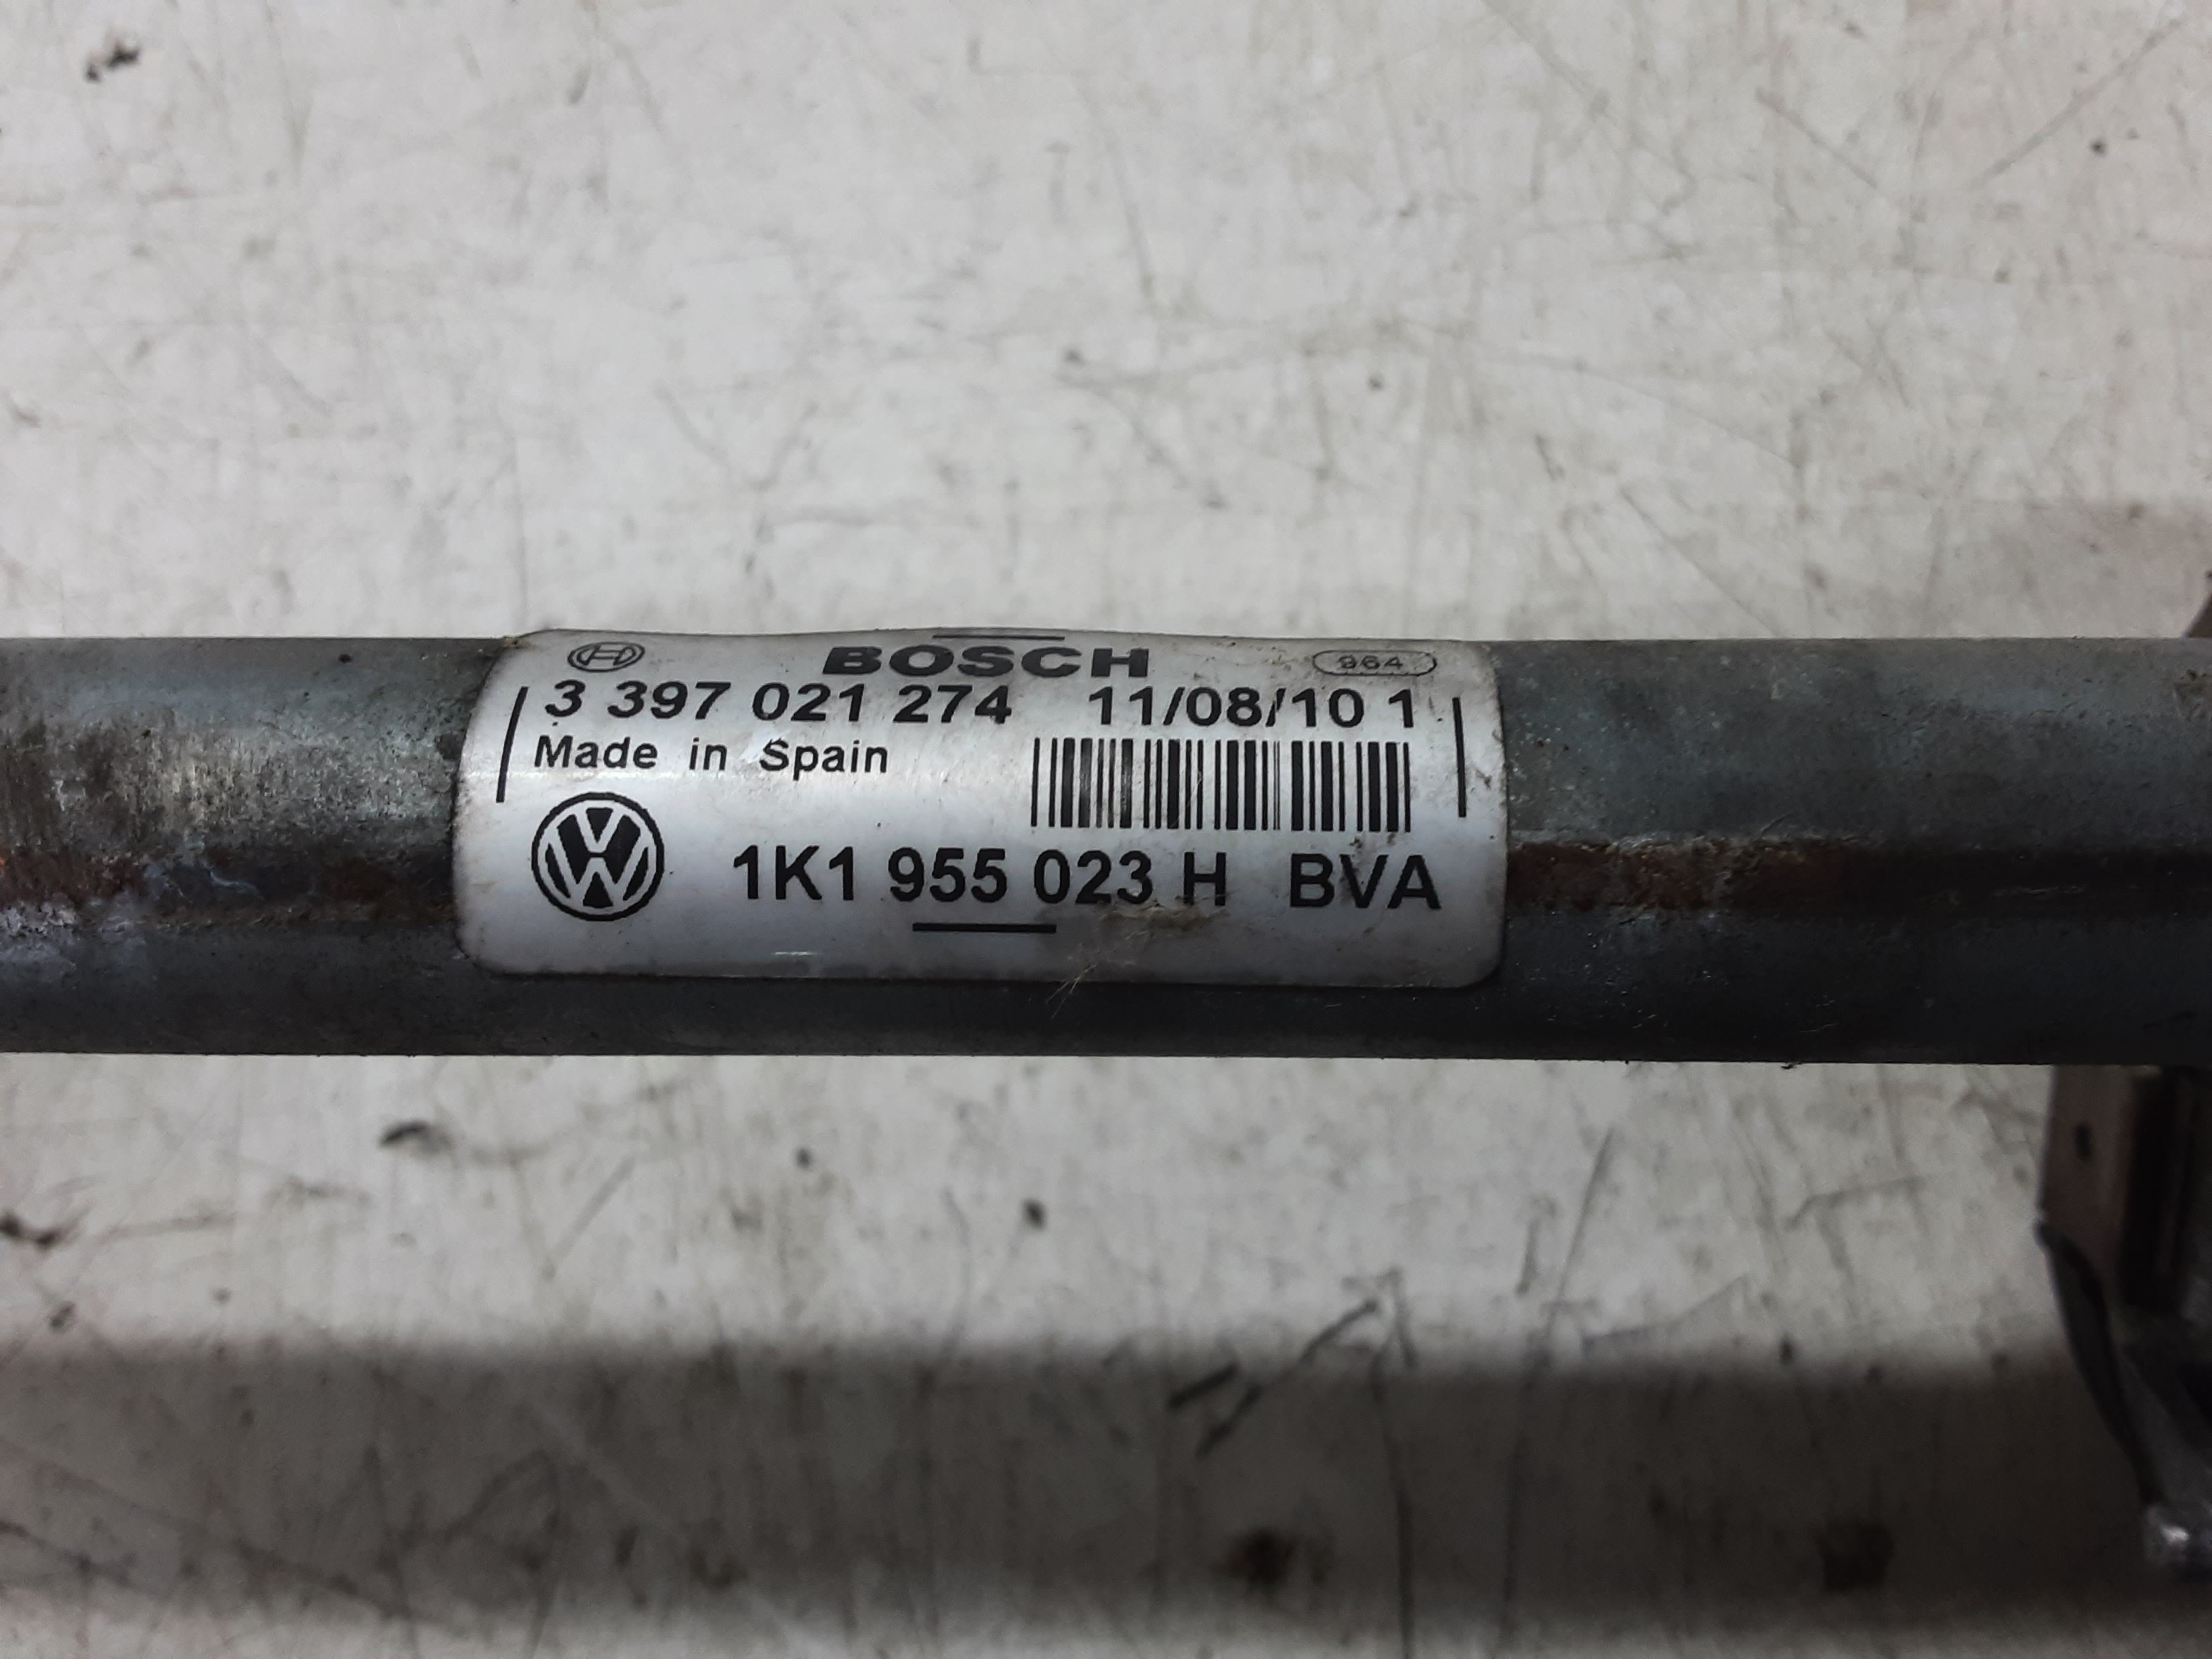 BOSCH 964
3 397 021 274 11/08/10 1
Made in Spain
1K1 955 023 H BVA